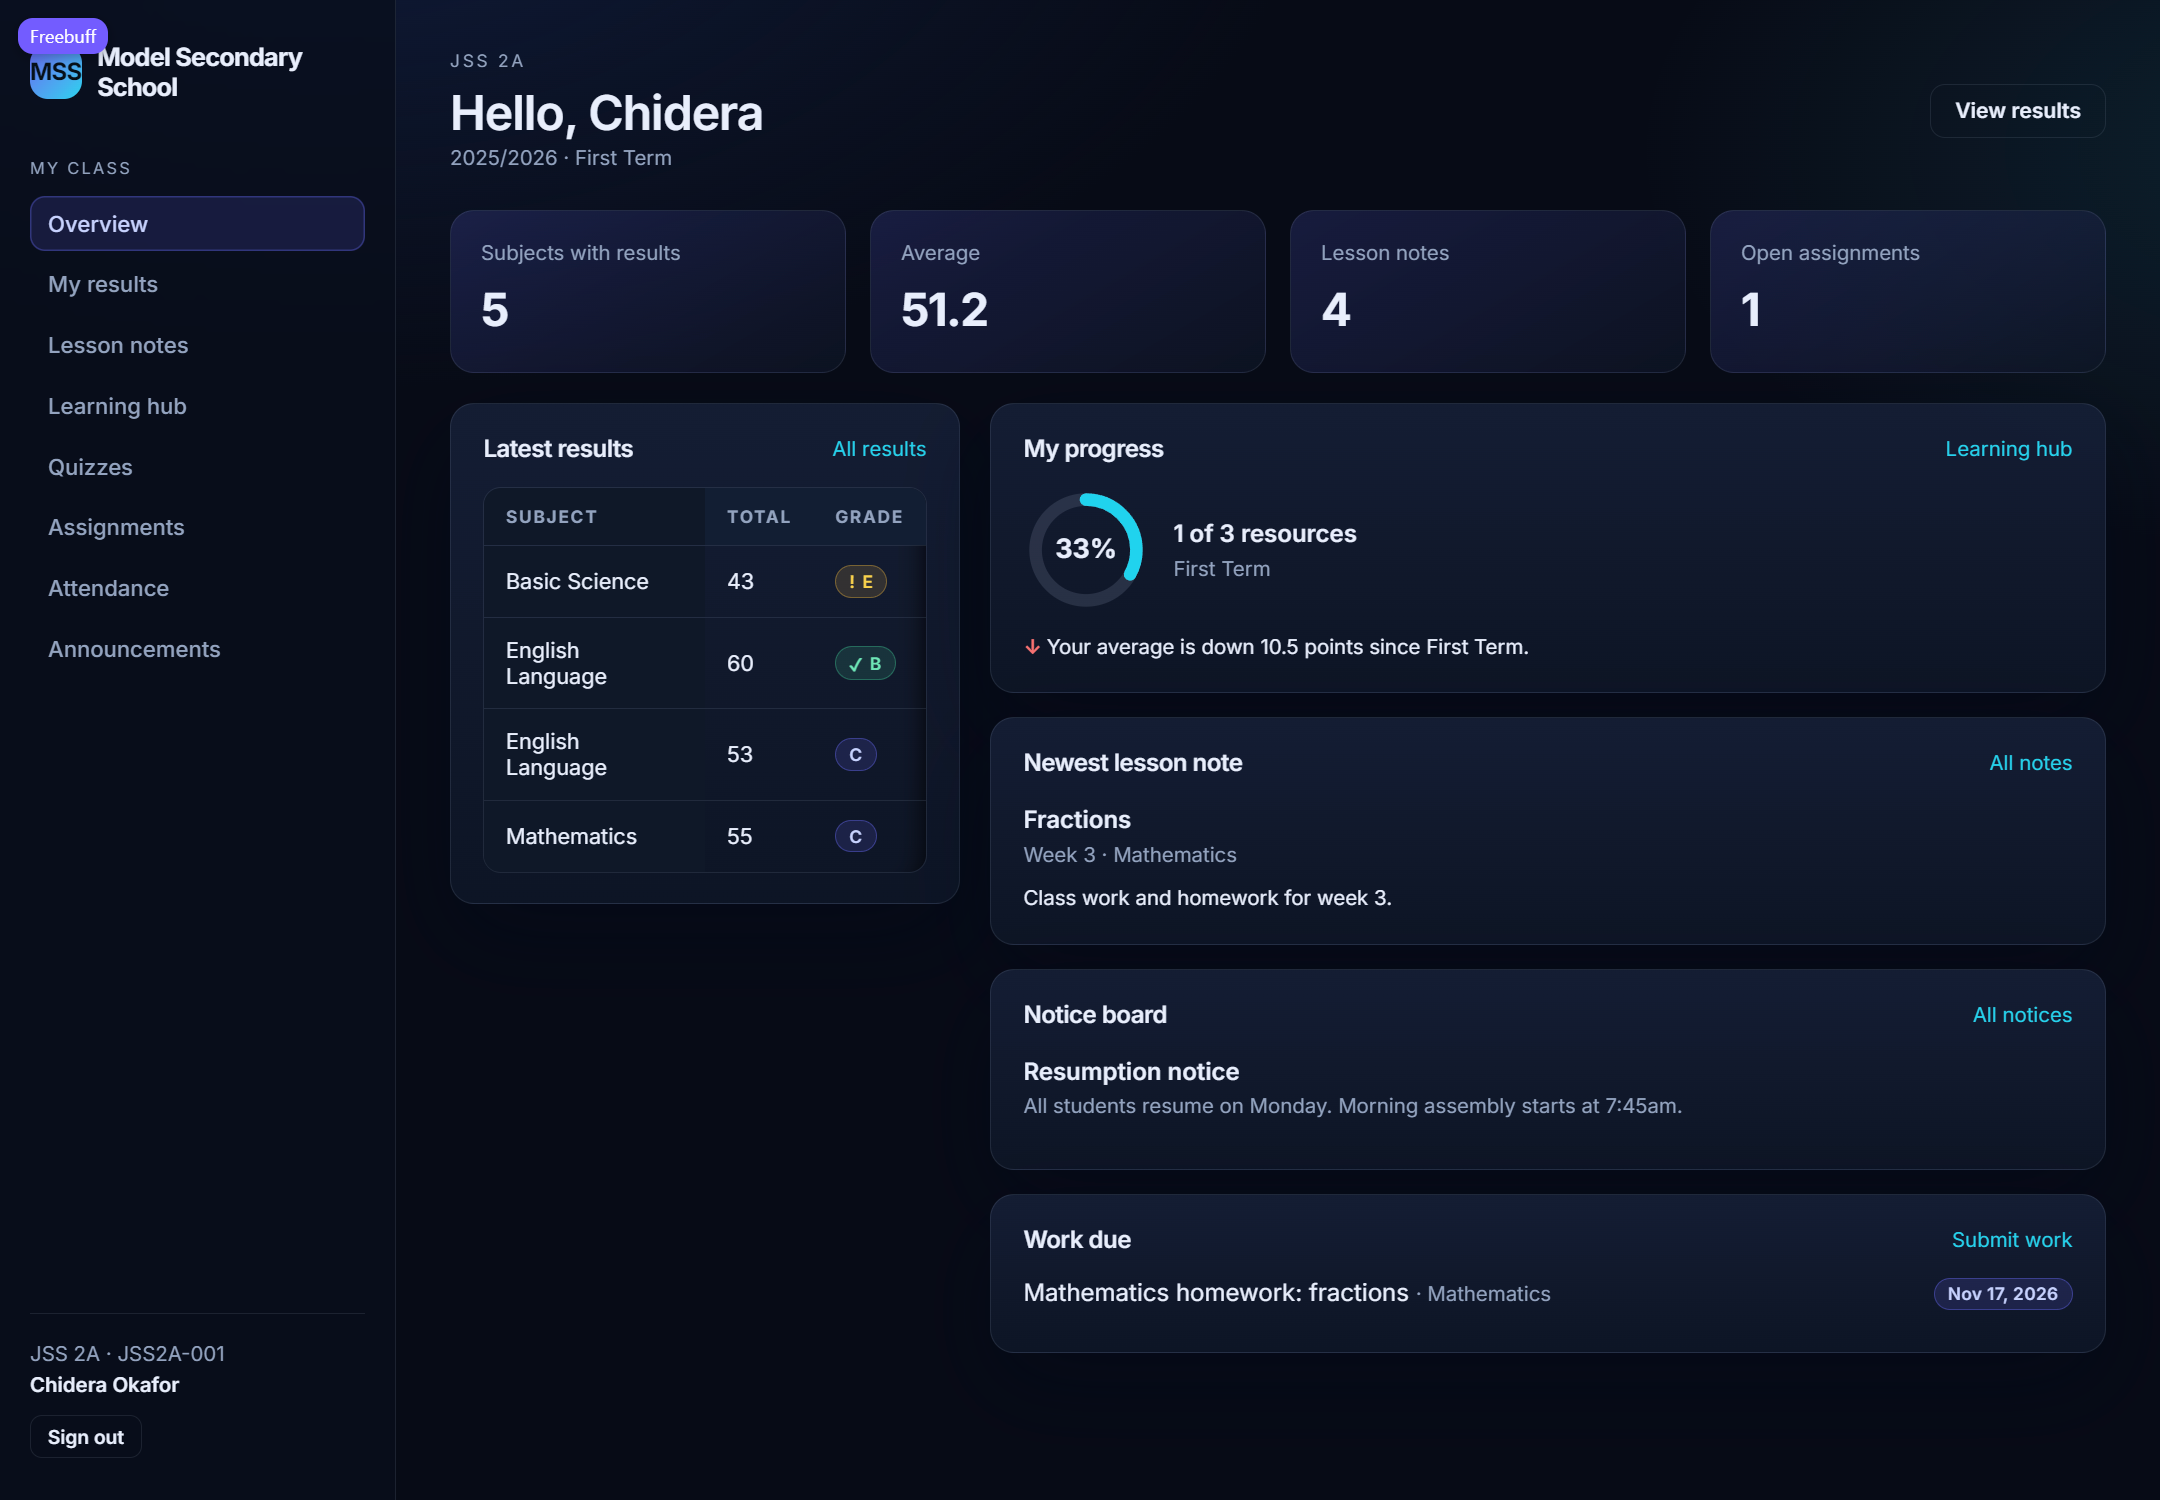 Freebuff
MSS
Model Secondary
School
MY CLASS
Overview
My results
Lesson notes
Learning hub
Quizzes
Assignments
Attendance
Announcements
JSS 2A · JSS2A-001
Chidera Okafor
Sign out
JSS 2A
Hello, Chidera
2025/2026 · First Term
View results
Subjects with results
5
Average
51.2
Lesson notes
4
Open assignments
1
Latest results
All results
SUBJECT TOTAL GRADE
Basic Science 43 ! E
English
Language 60 ✓ B
English
Language 53 C
Mathematics 55 C
My progress
Learning hub
33%
1 of 3 resources
First Term
↓ Your average is down 10.5 points since First Term.
Newest lesson note
All notes
Fractions
Week 3 · Mathematics
Class work and homework for week 3.
Notice board
All notices
Resumption notice
All students resume on Monday. Morning assembly starts at 7:45am.
Work due
Submit work
Mathematics homework: fractions · Mathematics
Nov 17, 2026